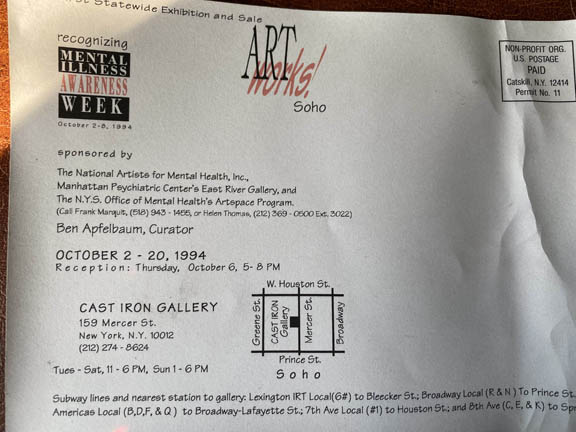 Statewide Exhibition and Sale
recognizing
MENTAL
ILLNESS
AWARENESS
WEEK
October 2-8, 1994
ART
works!
Soho
NON-PROFIT ORG.
U.S. POSTAGE
PAID
Catskill, N.Y. 12414
Permit No. 11
sponsored by
The National Artists for Mental Health, Inc.,
Manhattan Psychiatric Center's East River Gallery, and
The N.Y.S. Office of Mental Health's Artspace Program.
(Call Frank Marquit, (518) 943 - 1455, or Helen Thomas, (212) 369 - 0500 Ext. 3022)
Ben Apfelbaum, Curator
OCTOBER 2 - 20, 1994
Reception: Thursday, October 6, 5- 8 PM
CAST IRON GALLERY
159 Mercer St.
New York, N.Y. 10012
(212) 274 - 8624
Tues - Sat, 11 - 6 PM, Sun 1 - 6 PM
W. Houston St.
Greene St.
CAST IRON
Gallery
Mercer St.
Broadway
Prince St.
Soho
Subway lines and nearest station to gallery: Lexington IRT Local(6#) to Bleecker St.; Broadway Local (R & N) To Prince St.
Americas Local (B,D,F, & Q) to Broadway-Lafayette St.; 7th Ave Local (#1) to Houston St.; and 8th Ave (C, E, & K) to